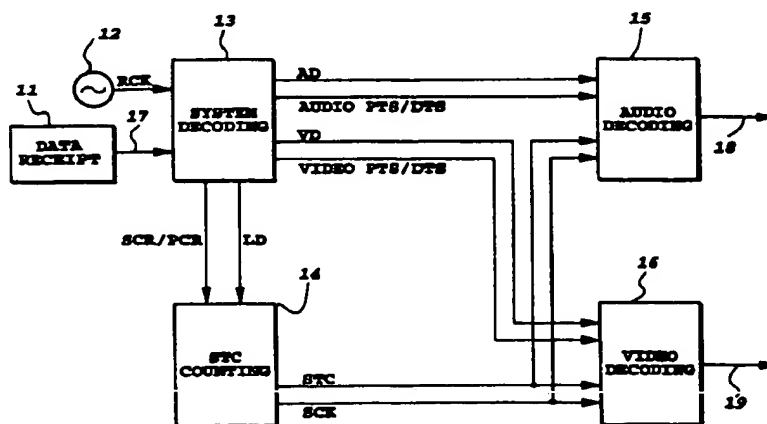 12
13
15
RCK
AD
11
17
SYSTEM
DECODING
AUDIO PTS/DTS
AUDIO
DECODING
DATA
RECEIPT
VD
VIDEO PTS/DTS
18
SCR/PCR
LD
14
16
STC
COUNTING
VIDEO
DECODING
STC
SCK
19